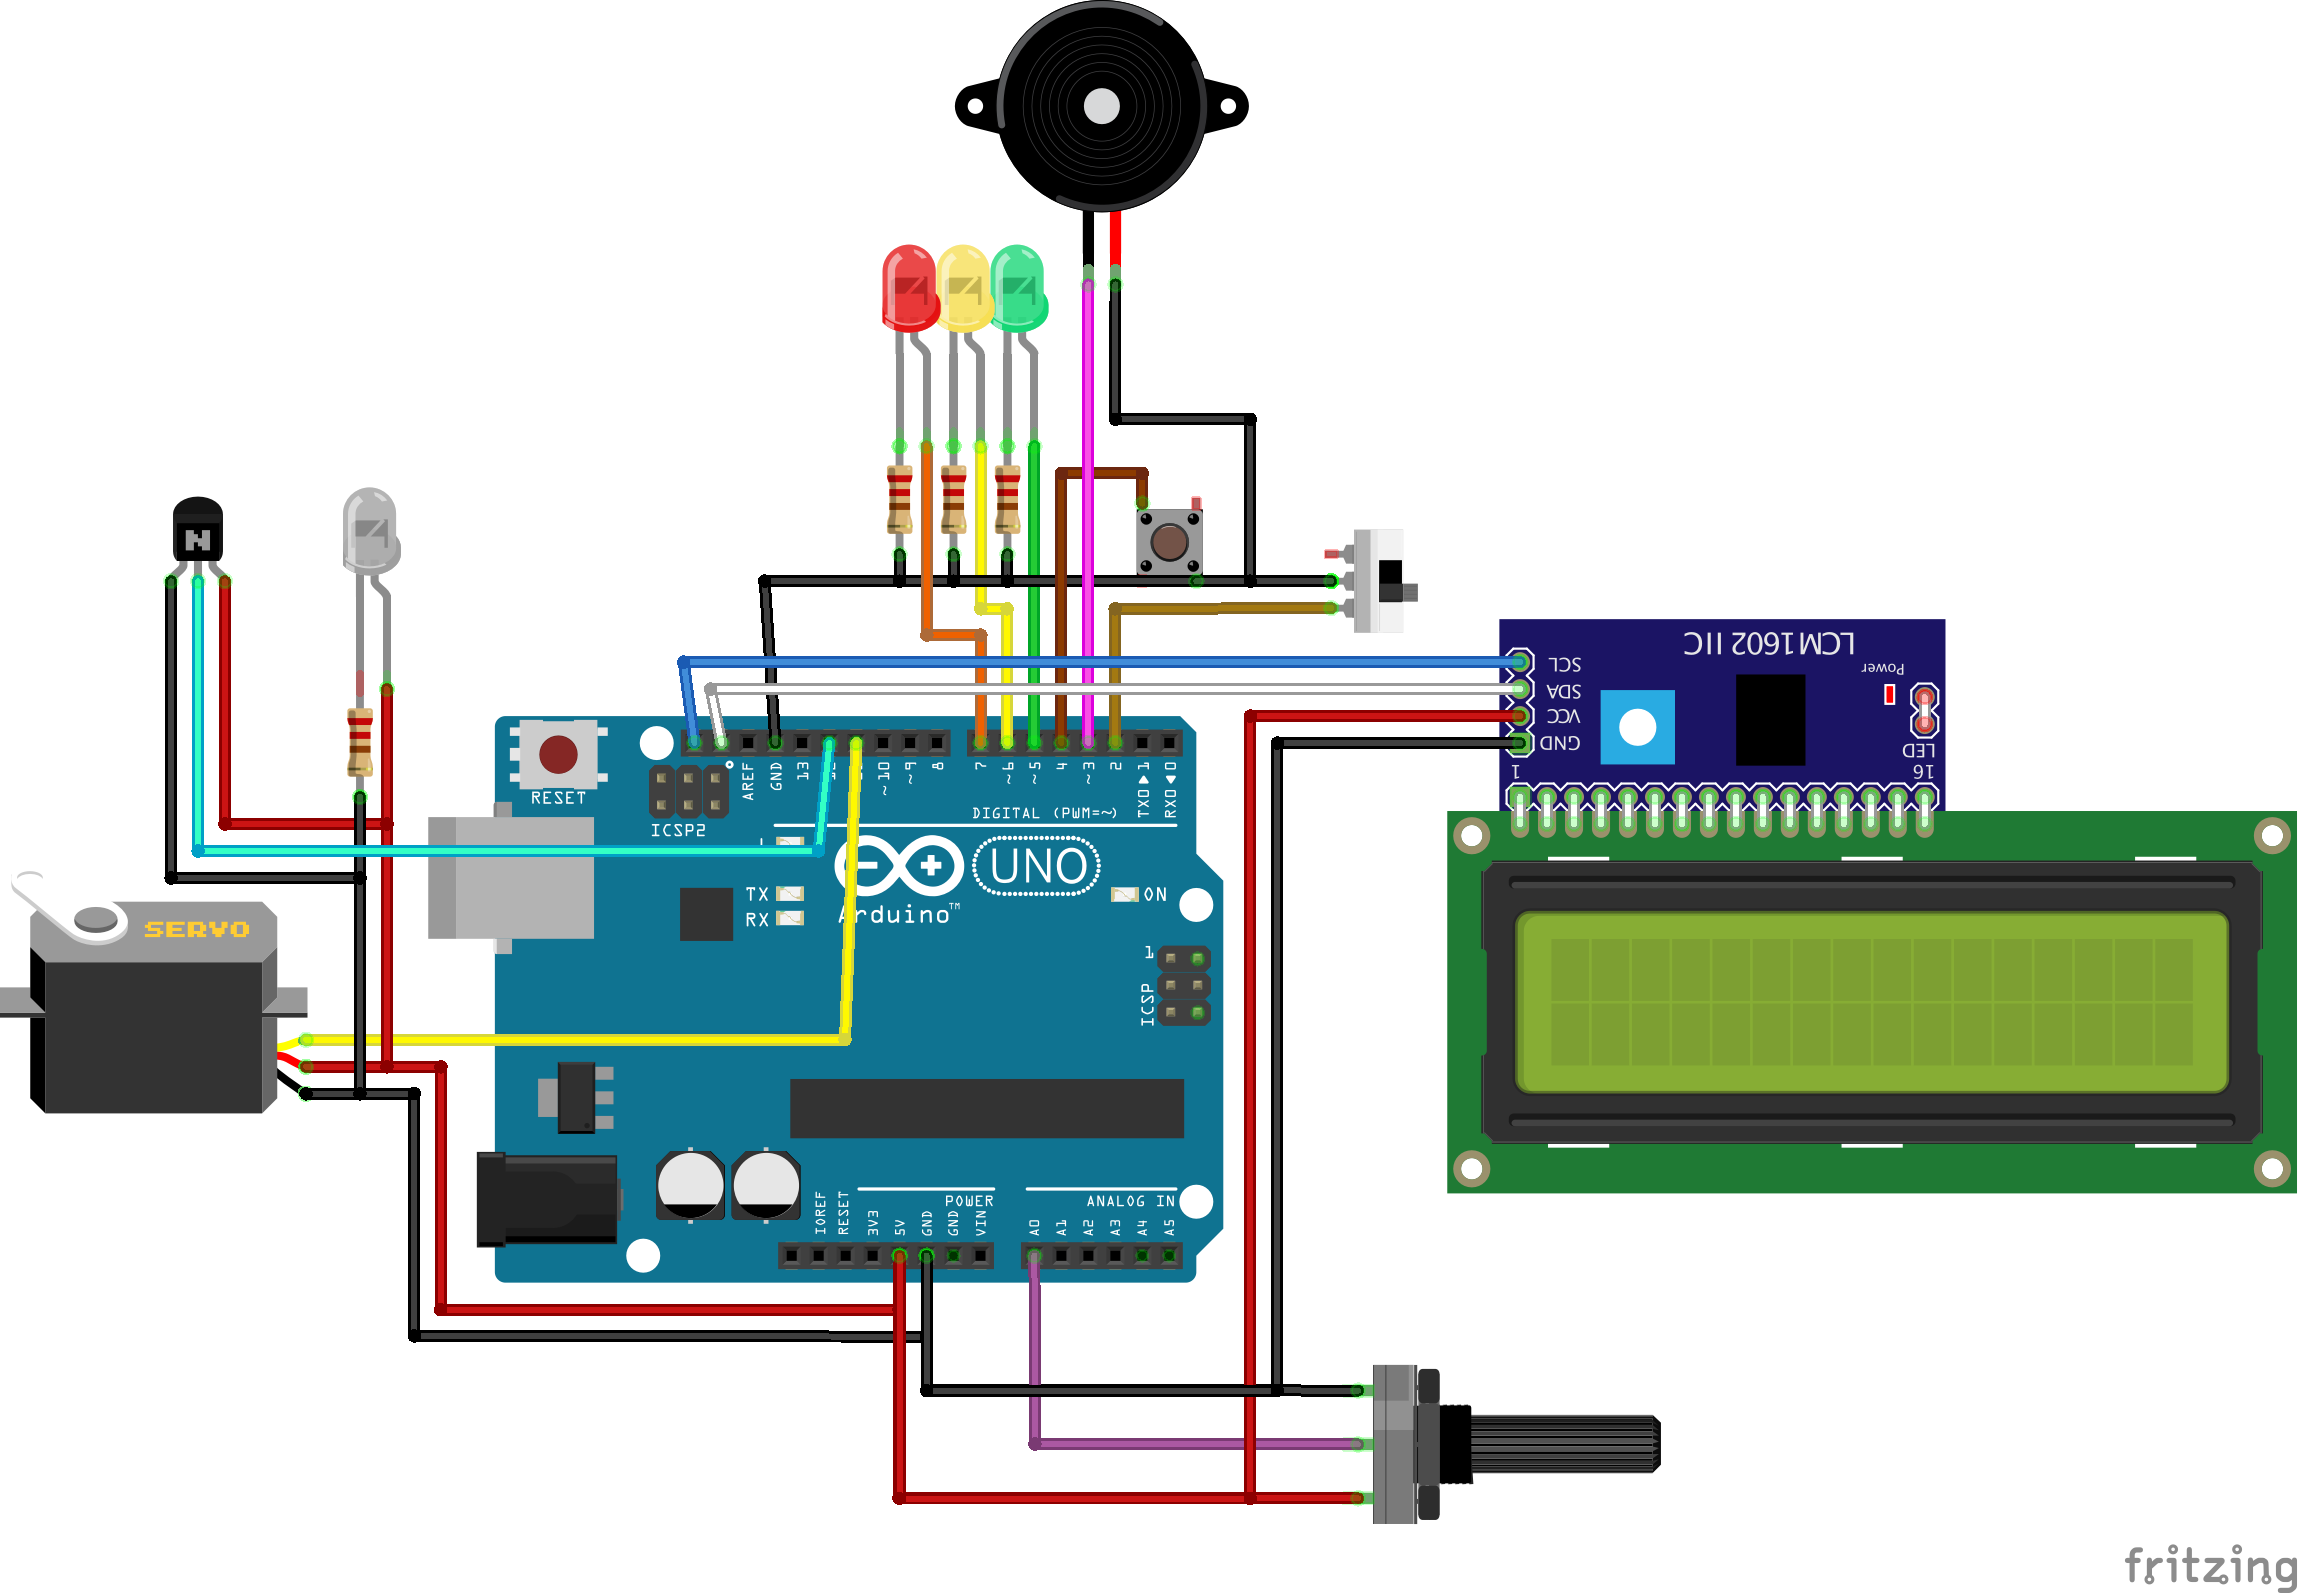 LCM1602 IIC
SCL
SDA
VCC
GND
Power
LED
1
16
RESET
ICSP2
AREF
GND
13
~10
~9
8
7
~6
~5
4
~3
2
TX0▶1
RX0◀0
DIGITAL (PWM=~)
UNO
TX
RX
Arduino™
ON
1
ICSP
SERVO
N
POWER
ANALOG IN
IOREF
RESET
3V3
5V
GND
GND
VIN
A0
A1
A2
A3
A4
A5
fritzing